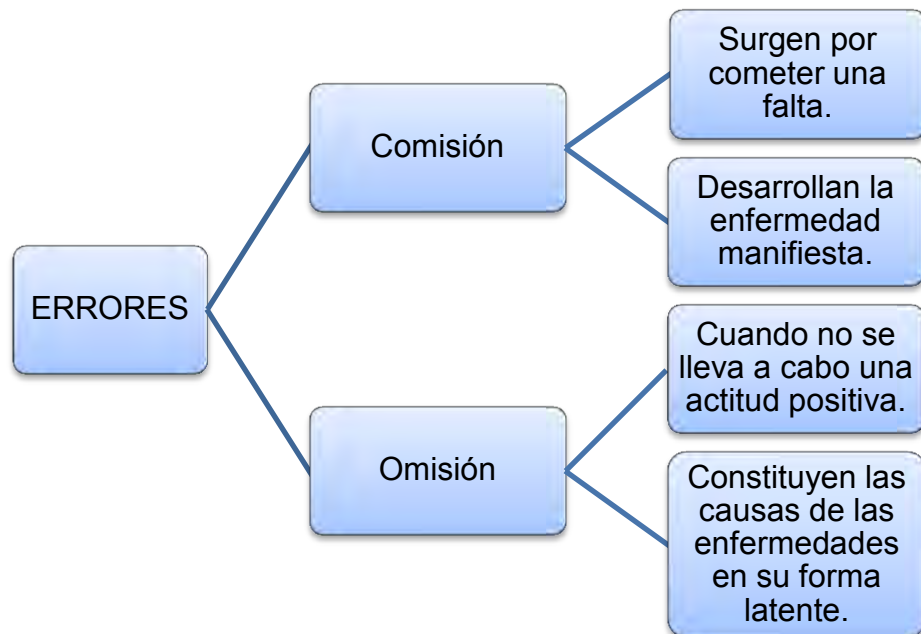 ERRORES
Comisión
Surgen por
cometer una
falta.
Desarrollan la
enfermedad
manifiesta.
Omisión
Cuando no se
lleva a cabo una
actitud positiva.
Constituyen las
causas de las
enfermedades
en su forma
latente.